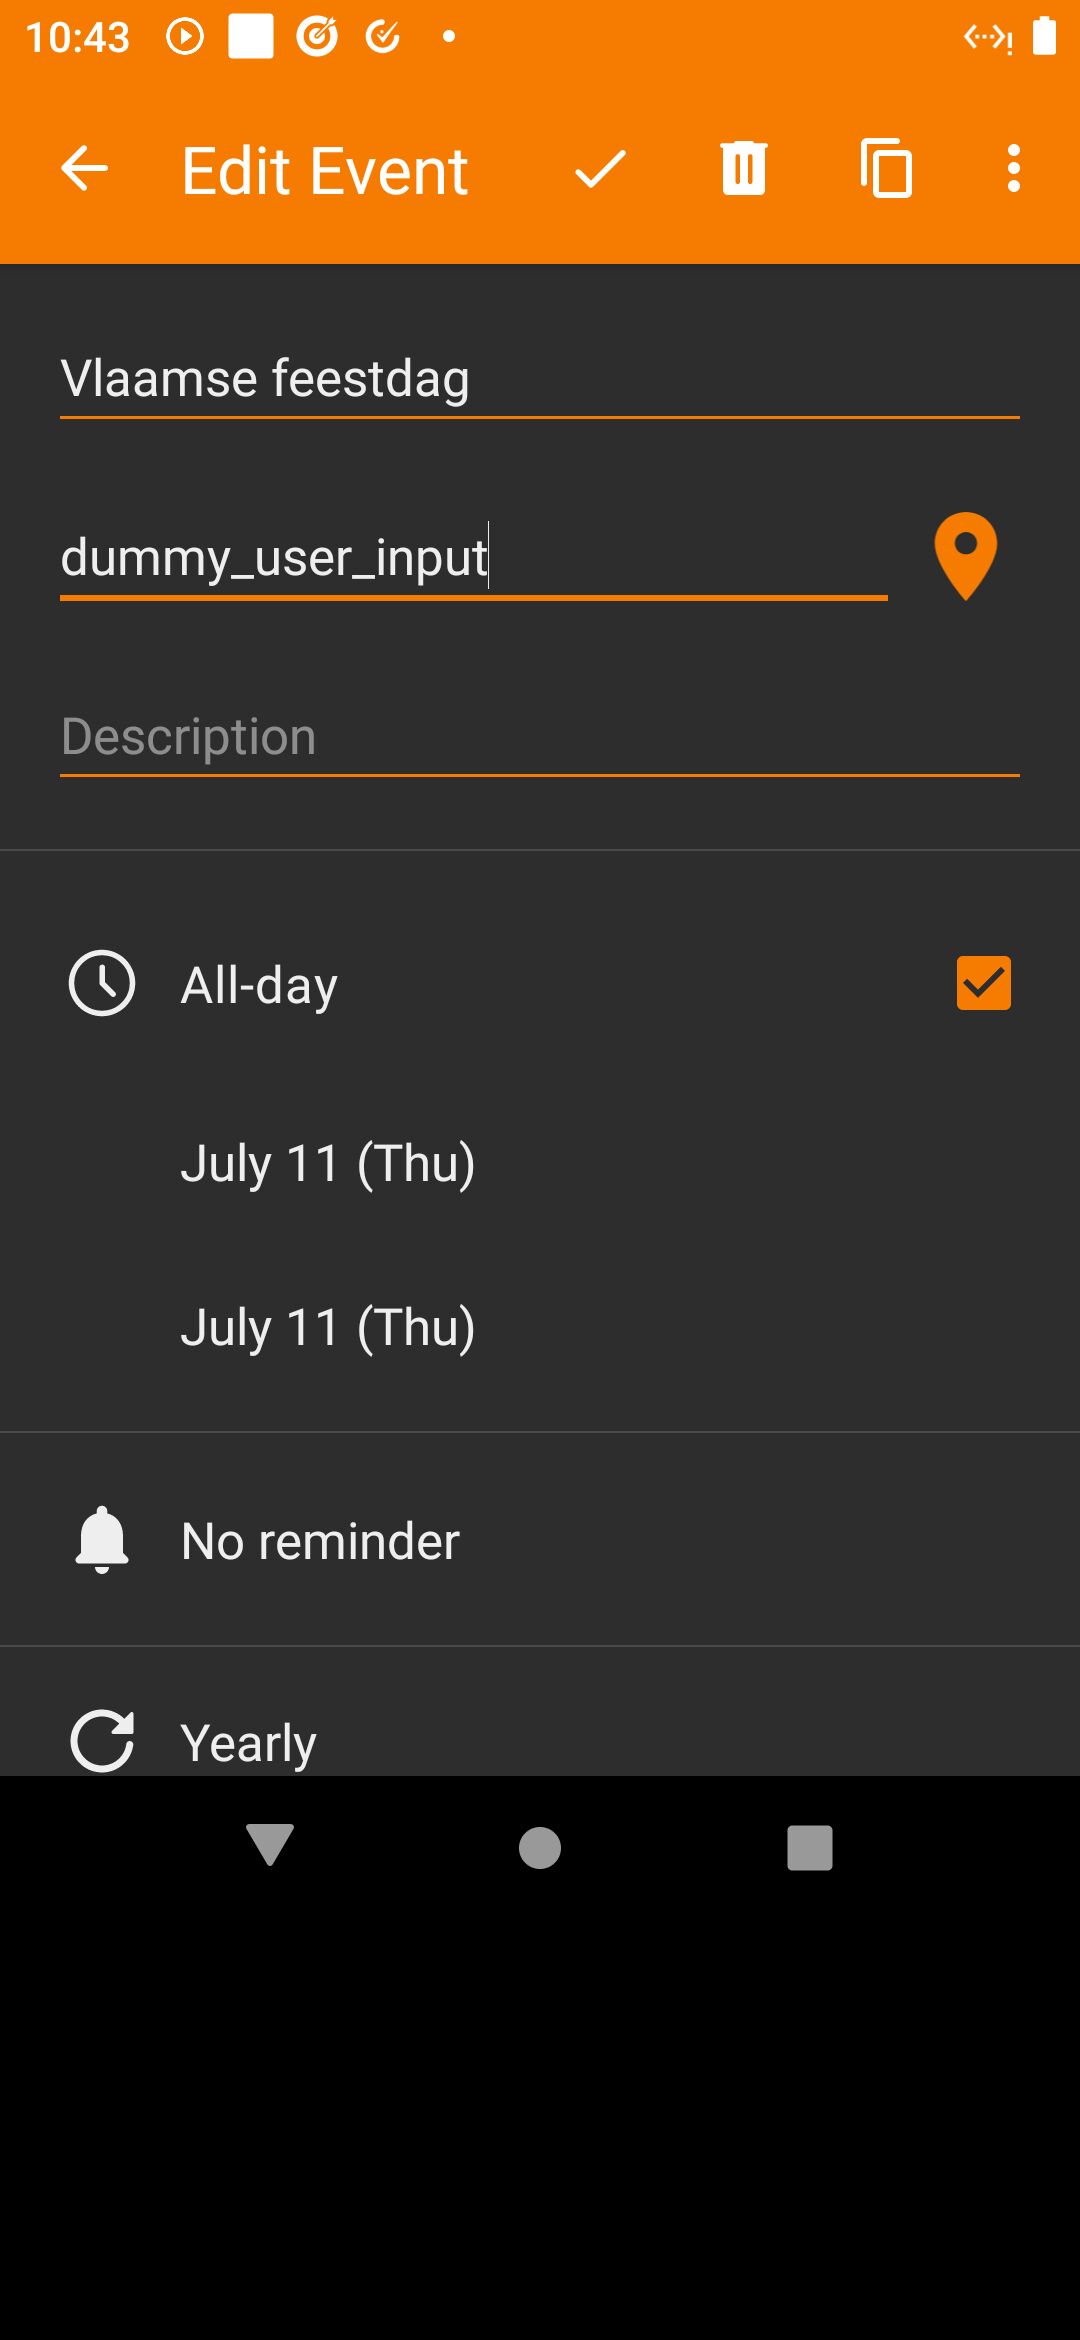 10:43
Edit Event
Vlaamse feestdag
dummy_user_input
Description
All-day
July 11 (Thu)
July 11 (Thu)
No reminder
Yearly